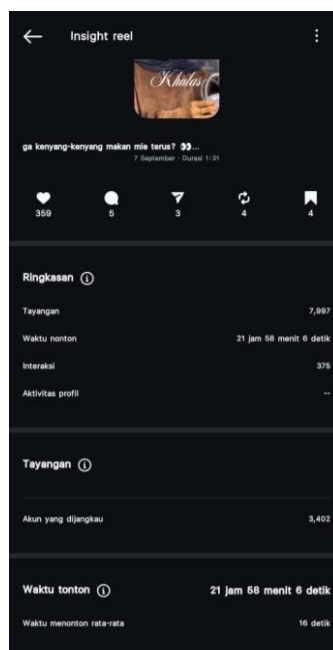 Insight reel
Khalas
ga kenyang-kenyang makan mie terus? 👀...
7 September · Durasi 1:31
359 5 3 4 4
Ringkasan
Tayangan 7,997
Waktu nonton 21 jam 58 menit 6 detik
Interaksi 375
Aktivitas profil --
Tayangan
Akun yang dijangkau 3,402
Waktu tonton 21 jam 58 menit 6 detik
Waktu menonton rata-rata 16 detik